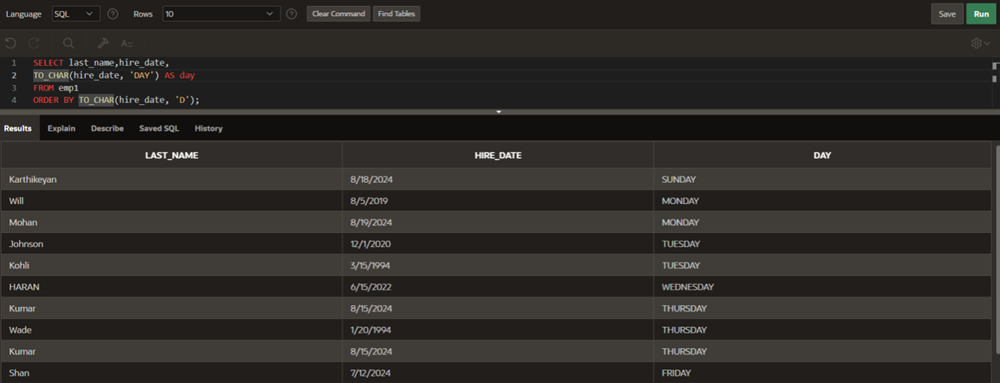 Language SQL Rows 10 Clear Command Find Tables Save Run
1 SELECT last_name,hire_date,
2 TO_CHAR(hire_date, 'DAY') AS day
3 FROM emp1
4 ORDER BY TO_CHAR(hire_date, 'D');
Results Explain Describe Saved SQL History
LAST_NAME HIRE_DATE DAY
Karthikeyan 8/18/2024 SUNDAY
Will 8/5/2019 MONDAY
Mohan 8/19/2024 MONDAY
Johnson 12/1/2020 TUESDAY
Kohli 3/15/1994 TUESDAY
HARAN 6/15/2022 WEDNESDAY
Kumar 8/15/2024 THURSDAY
Wade 1/20/1994 THURSDAY
Kumar 8/15/2024 THURSDAY
Shan 7/12/2024 FRIDAY